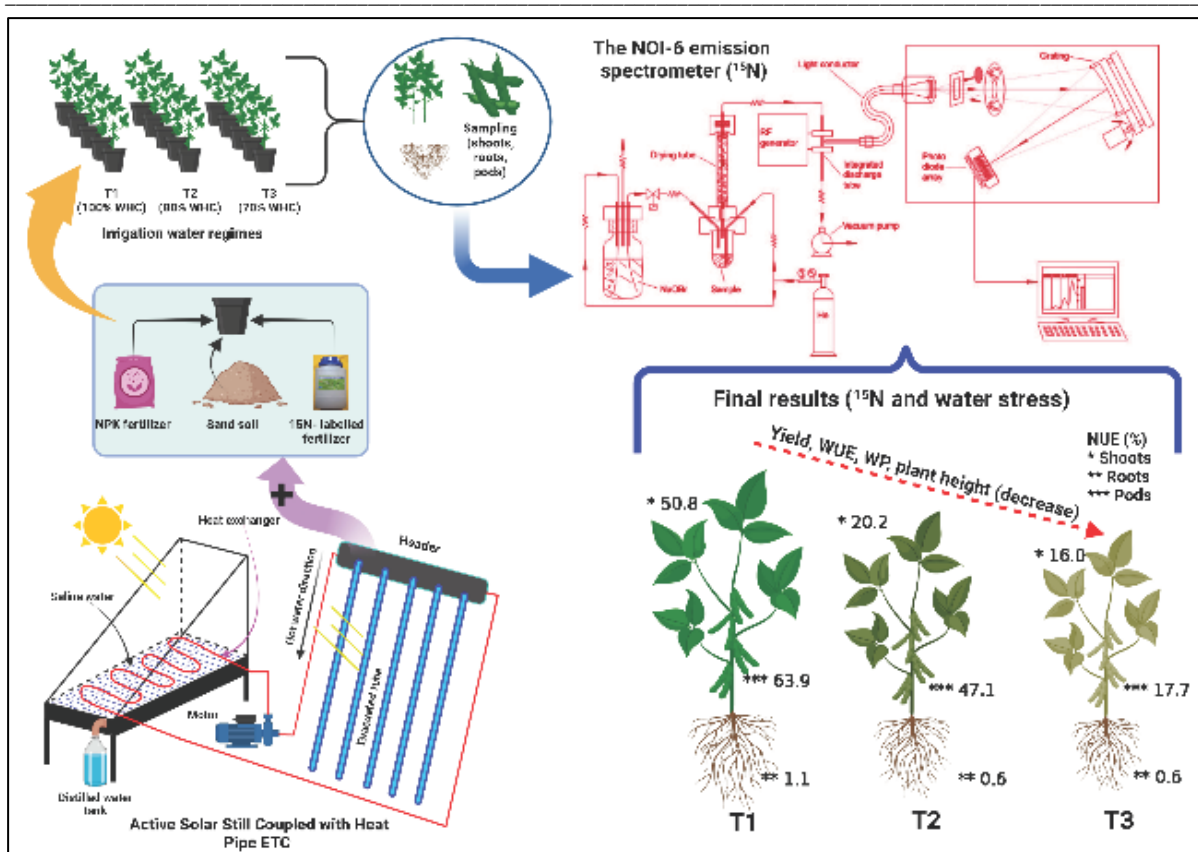 T1
(100% WHC)
T2
(80% WHC)
T3
(70% WHC)
Irrigation water regimes
Sampling
(shoots,
roots,
pods)
The NOI-6 emission
spectrometer (¹⁵N)
Light conductor
Grating
RF
generator
Drying tube
Integrated
discharge
tube
Photo
diode
array
Vacuum pump
NaOBr
Sample
He
NPK fertilizer
Sand soil
15N- labelled
fertilizer
+
Heat exchanger
Header
Saline water
Hot water direction
Evacuated tube
Motor
Distilled water
tank
Active Solar Still Coupled with Heat
Pipe ETC
Final results (¹⁵N and water stress)
Yield, WUE, WP, plant height (decrease)
NUE (%)
* Shoots
** Roots
*** Pods
* 50.8
*** 63.9
** 1.1
T1
* 20.2
*** 47.1
** 0.6
T2
* 16.0
*** 17.7
** 0.6
T3